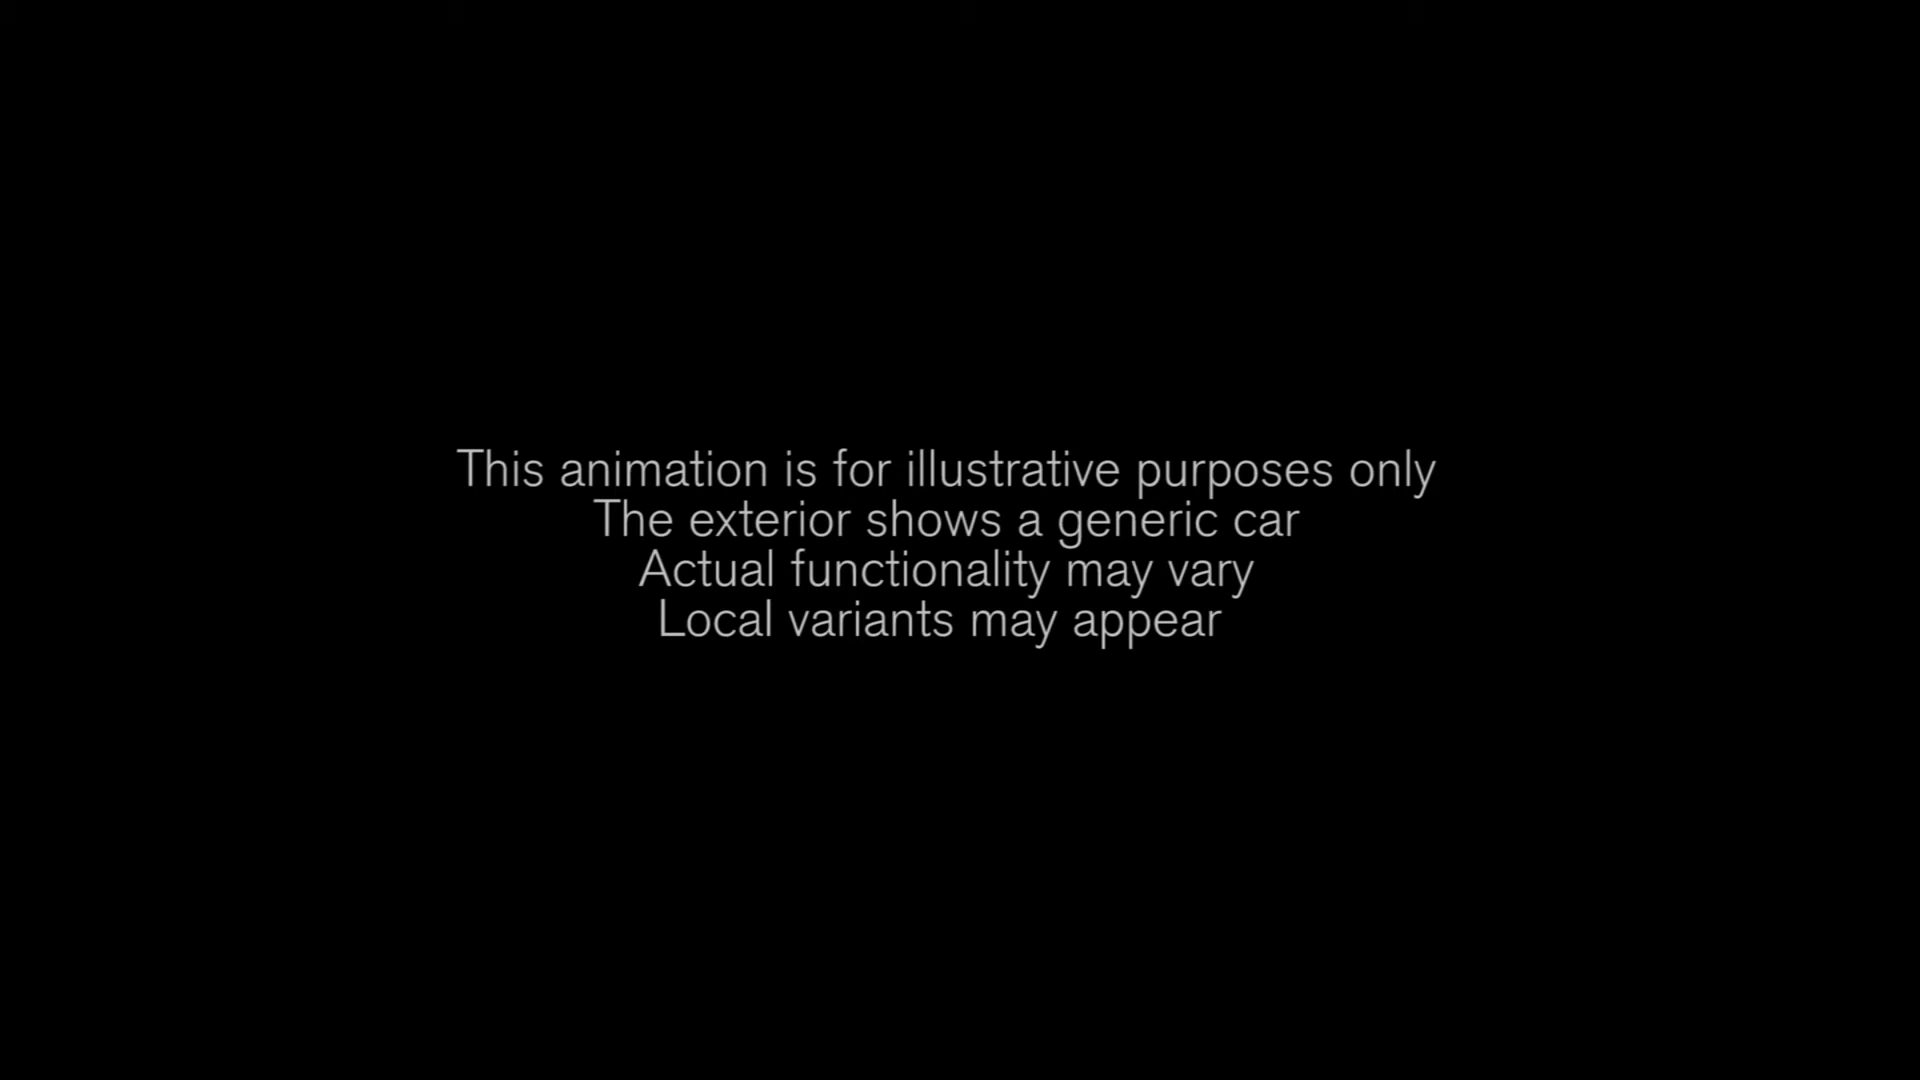 This animation is for illustrative purposes only
The exterior shows a generic car
Actual functionality may vary
Local variants may appear